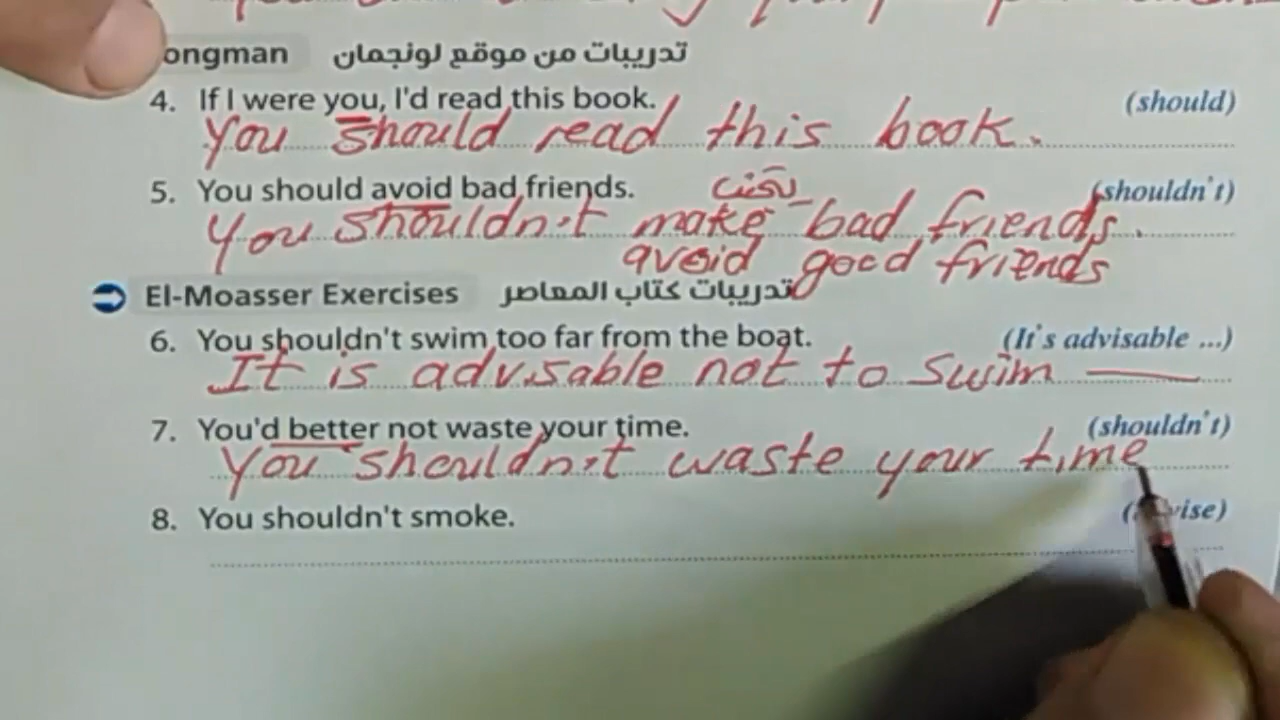 ongman تدريبات من موقع لونجمان
4. If I were you, I'd read this book. (should)
You should read this book.
5. You should avoid bad friends. (shouldn't)
You shouldn't make bad friends.
avoid good friends
El-Moasser Exercises تدريبات كتاب المعاصر
6. You shouldn't swim too far from the boat. (It's advisable ...)
It is advisable not to swim
7. You'd better not waste your time. (shouldn't)
You shouldn't waste your time
8. You shouldn't smoke.